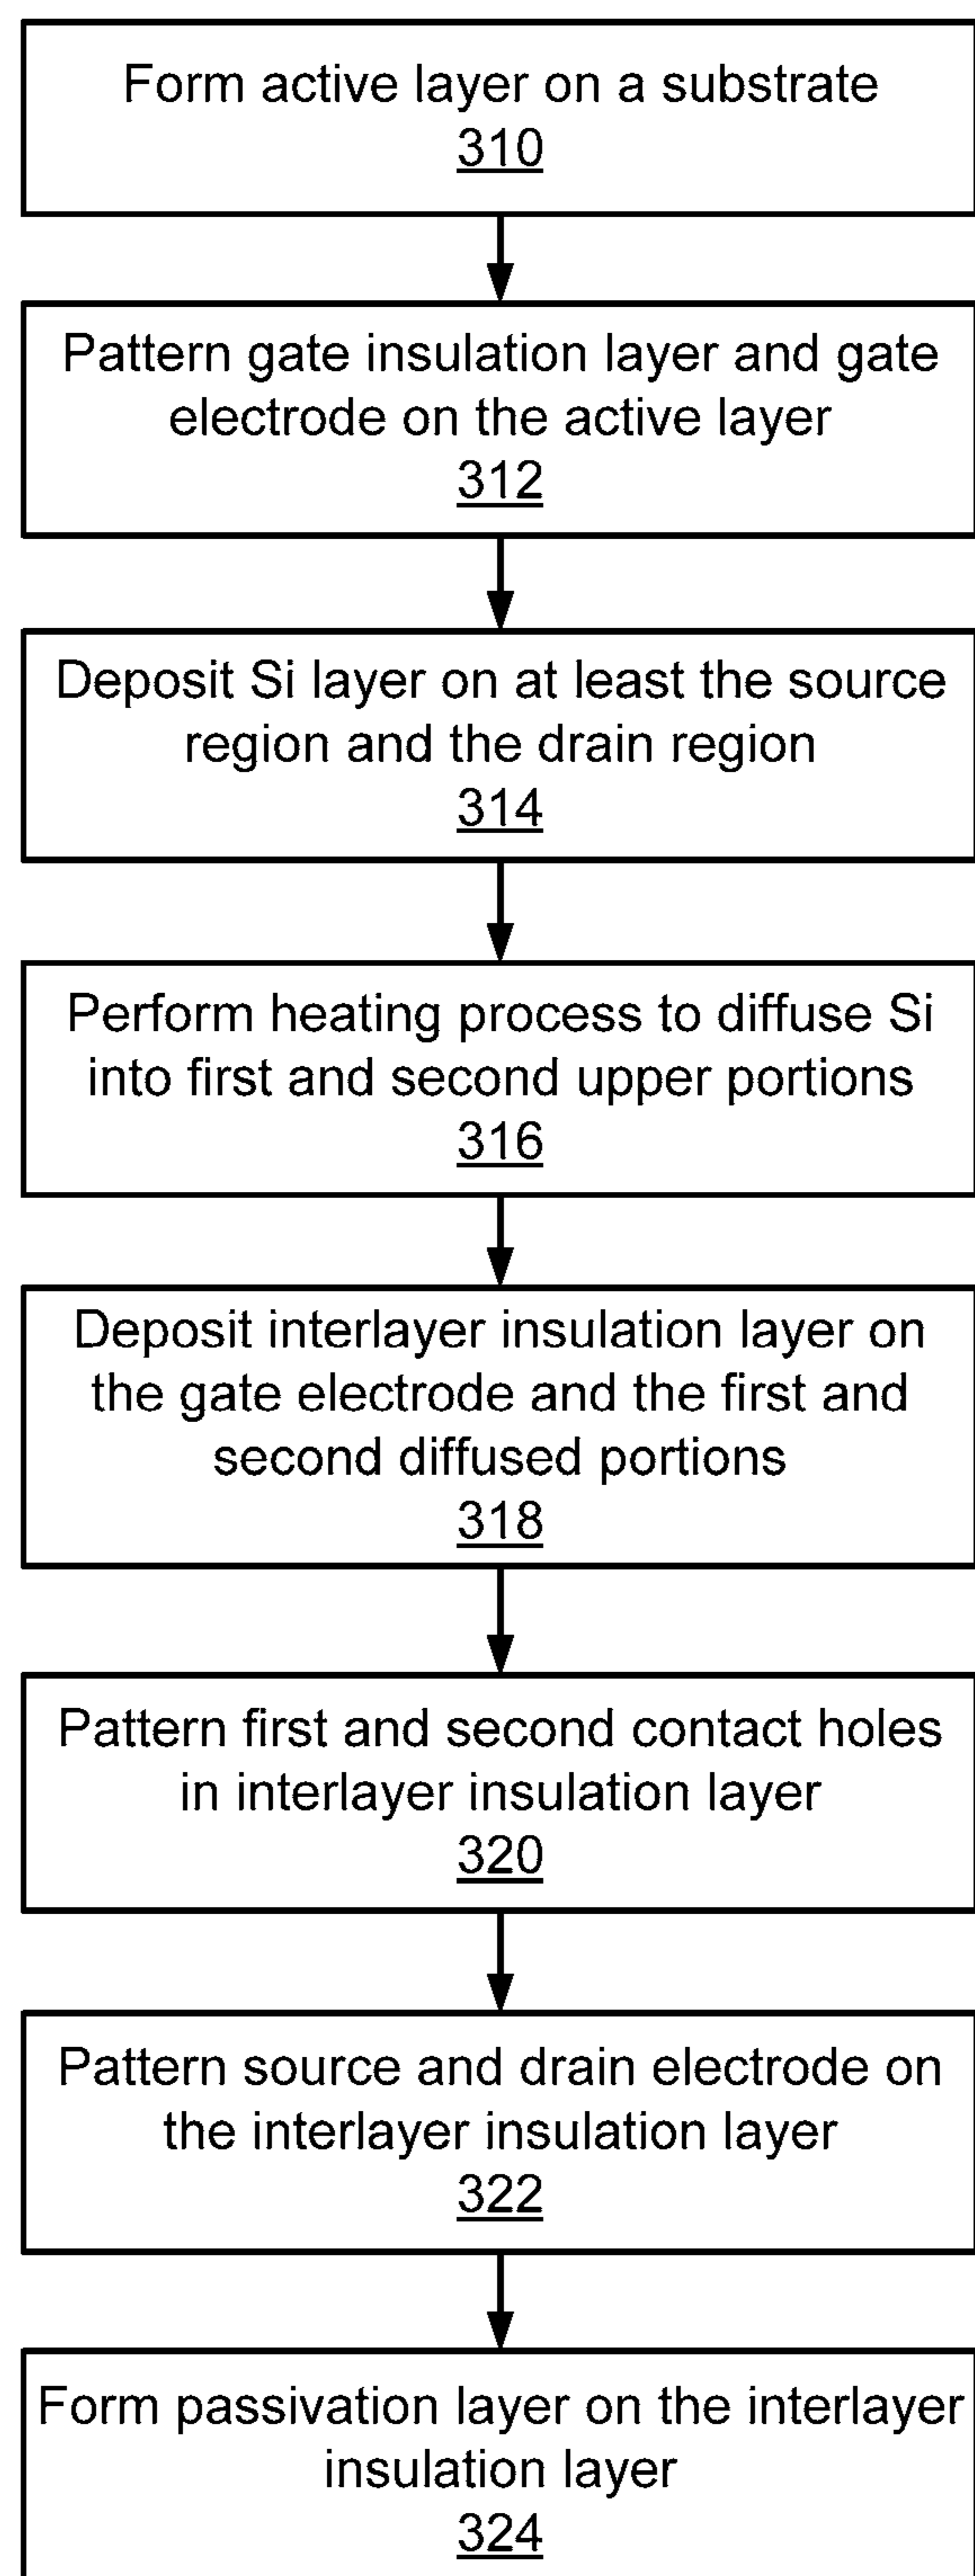 Form active layer on a substrate
310
Pattern gate insulation layer and gate
electrode on the active layer
312
Deposit Si layer on at least the source
region and the drain region
314
Perform heating process to diffuse Si
into first and second upper portions
316
Deposit interlayer insulation layer on
the gate electrode and the first and
second diffused portions
318
Pattern first and second contact holes
in interlayer insulation layer
320
Pattern source and drain electrode on
the interlayer insulation layer
322
Form passivation layer on the interlayer
insulation layer
324